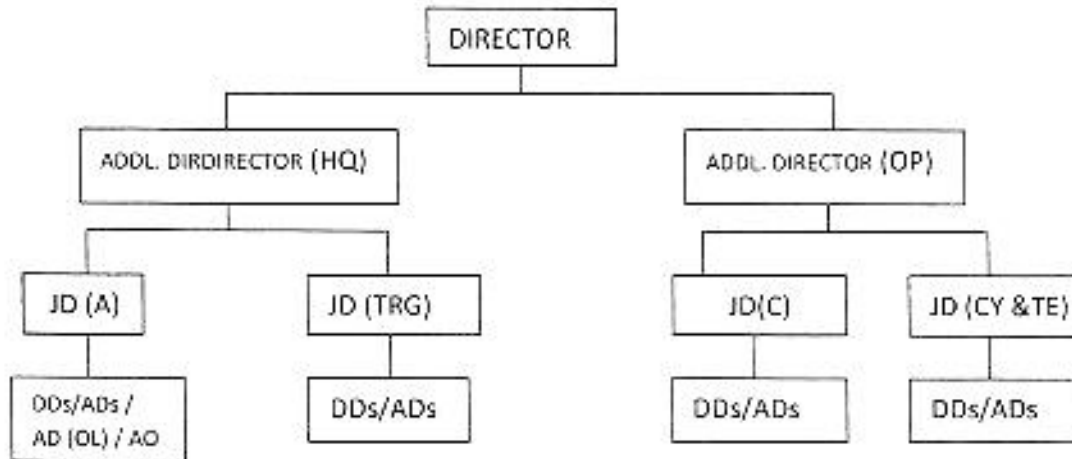 DIRECTOR
ADDL. DIRDIRECTOR (HQ)
ADDL. DIRECTOR (OP)
JD (A)
JD (TRG)
JD(C)
JD (CY &TE)
DDs/ADs /
AD (OL) / AO
DDs/ADs
DDs/ADs
DDs/ADs